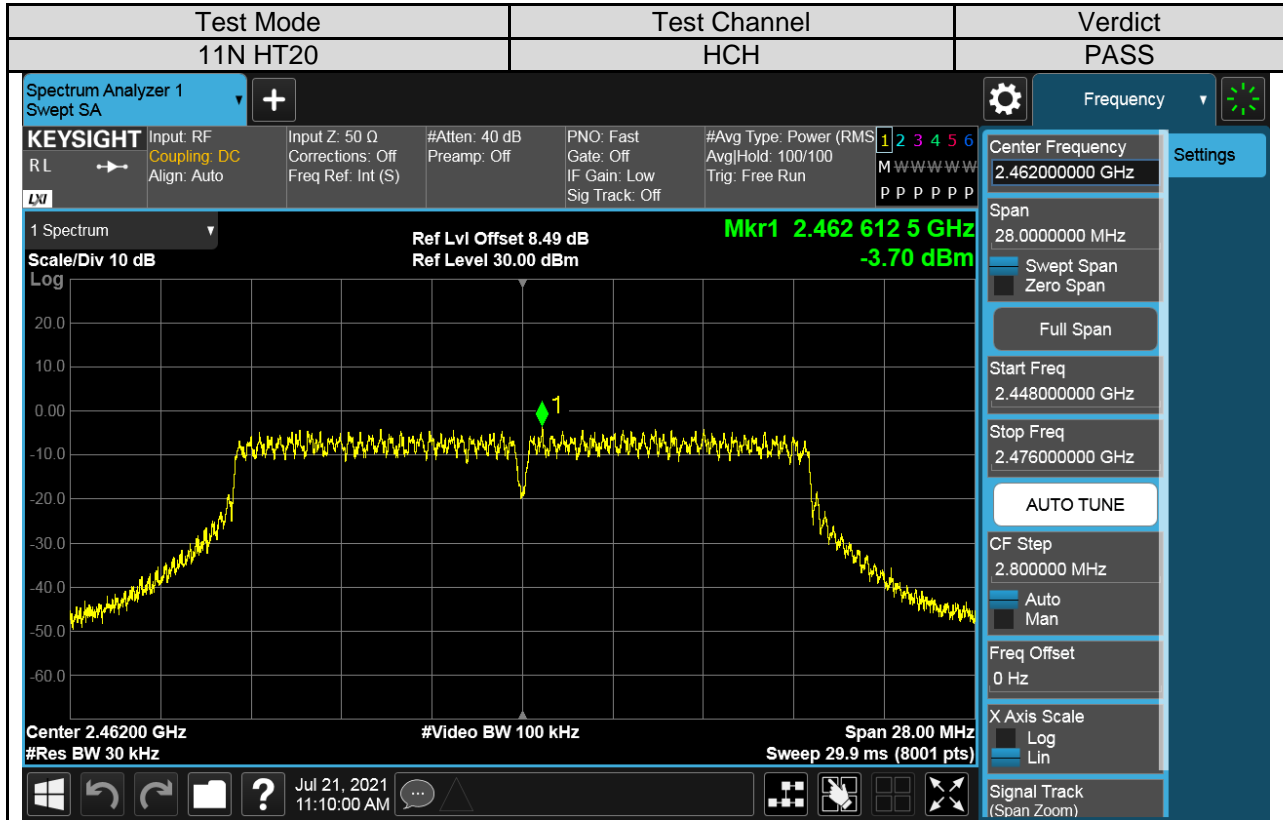 Test Mode Test Channel Verdict
11N HT20 HCH PASS
Spectrum Analyzer 1
Swept SA
Frequency
KEYSIGHT Input: RF Input Z: 50 Ω #Atten: 40 dB PNO: Fast #Avg Type: Power (RMS 1 2 3 4 5 6
R L Coupling: DC Corrections: Off Preamp: Off Gate: Off Avg|Hold: 100/100 M W W W W W
Align: Auto Freq Ref: Int (S) IF Gain: Low Trig: Free Run
LXI Sig Track: Off P P P P P P
1 Spectrum
Ref Lvl Offset 8.49 dB
Mkr1 2.462 612 5 GHz
Scale/Div 10 dB Ref Level 30.00 dBm -3.70 dBm
Log
20.0
10.0
0.00
-10.0
-20.0
-30.0
-40.0
-50.0
-60.0
1
Center 2.46200 GHz #Video BW 100 kHz Span 28.00 MHz
#Res BW 30 kHz Sweep 29.9 ms (8001 pts)
Center Frequency
2.462000000 GHz
Settings
Span
28.0000000 MHz
Swept Span
Zero Span
Full Span
Start Freq
2.448000000 GHz
Stop Freq
2.476000000 GHz
AUTO TUNE
CF Step
2.800000 MHz
Auto
Man
Freq Offset
0 Hz
X Axis Scale
Log
Lin
Signal Track
(Span Zoom)
?
Jul 21, 2021
11:10:00 AM